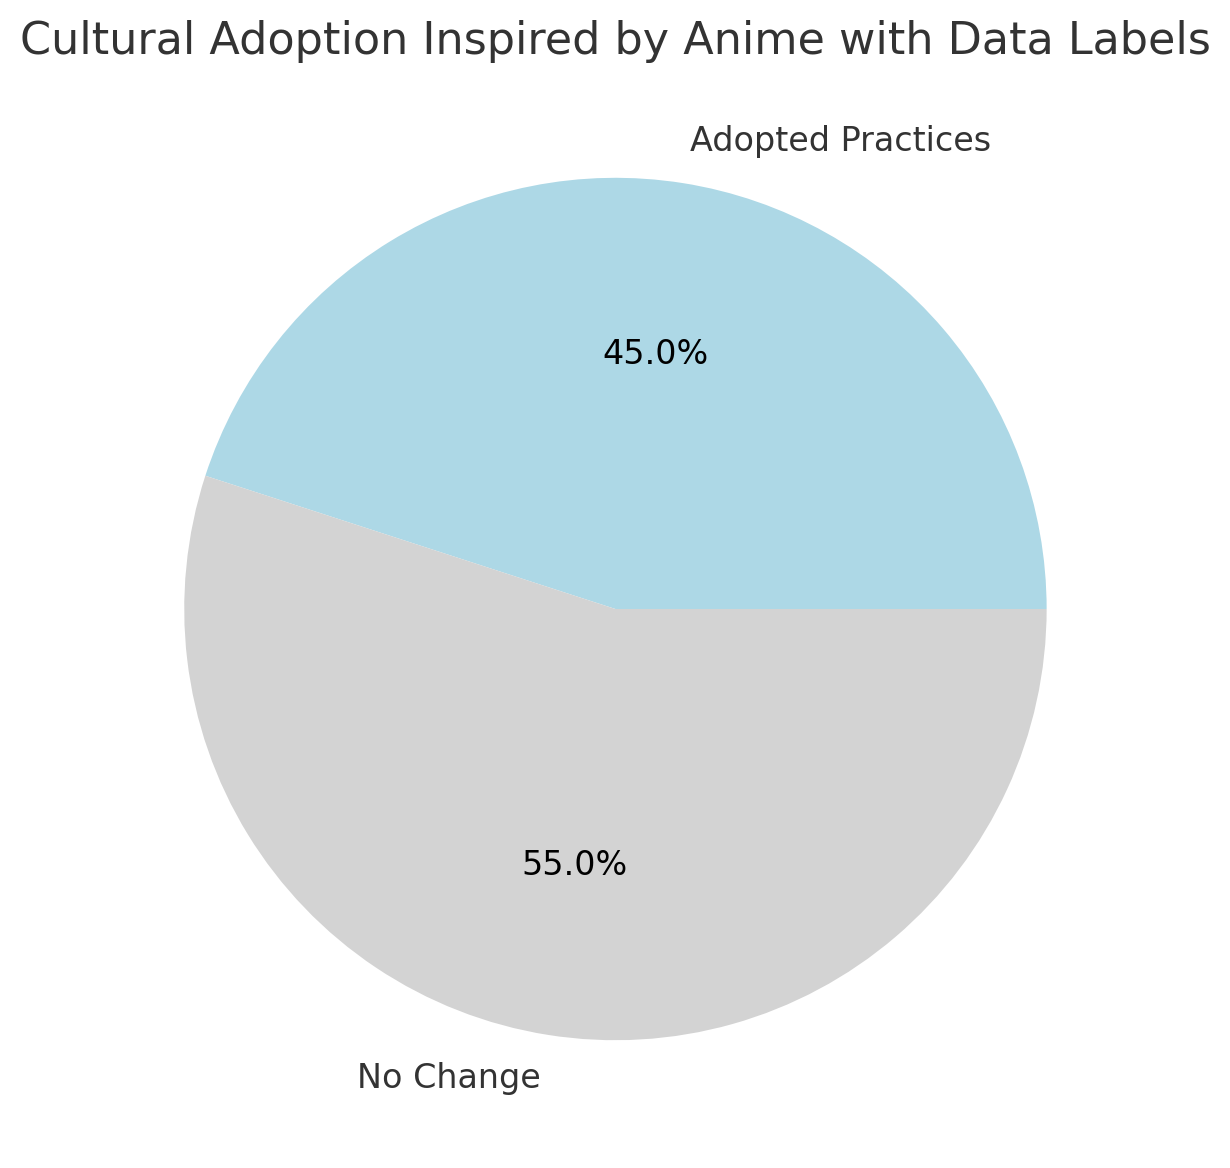 Cultural Adoption Inspired by Anime with Data Labels
Adopted Practices
45.0%
55.0%
No Change